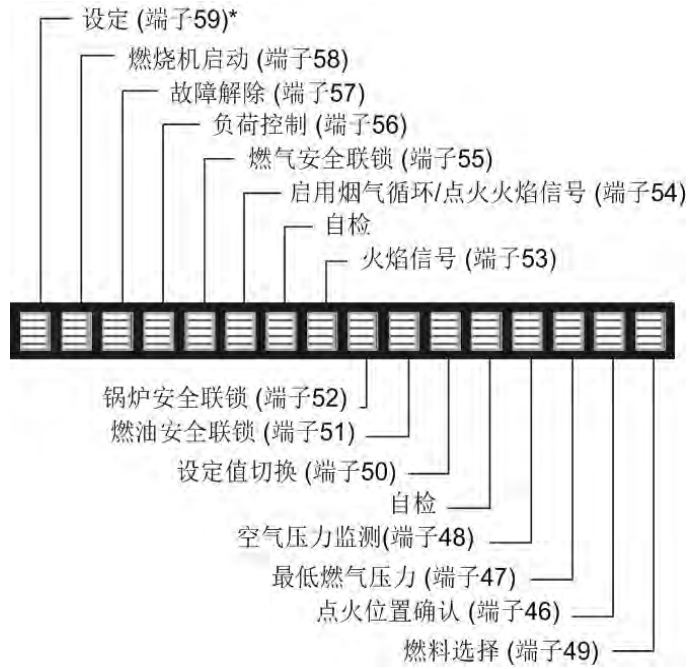 设定 (端子59)*
燃烧机启动 (端子58)
故障解除 (端子57)
负荷控制 (端子56)
燃气安全联锁 (端子55)
启用烟气循环/点火火焰信号 (端子54)
自检
火焰信号 (端子53)
锅炉安全联锁 (端子52)
燃油安全联锁 (端子51)
设定值切换 (端子50)
自检
空气压力监测(端子48)
最低燃气压力 (端子47)
点火位置确认 (端子46)
燃料选择 (端子49)